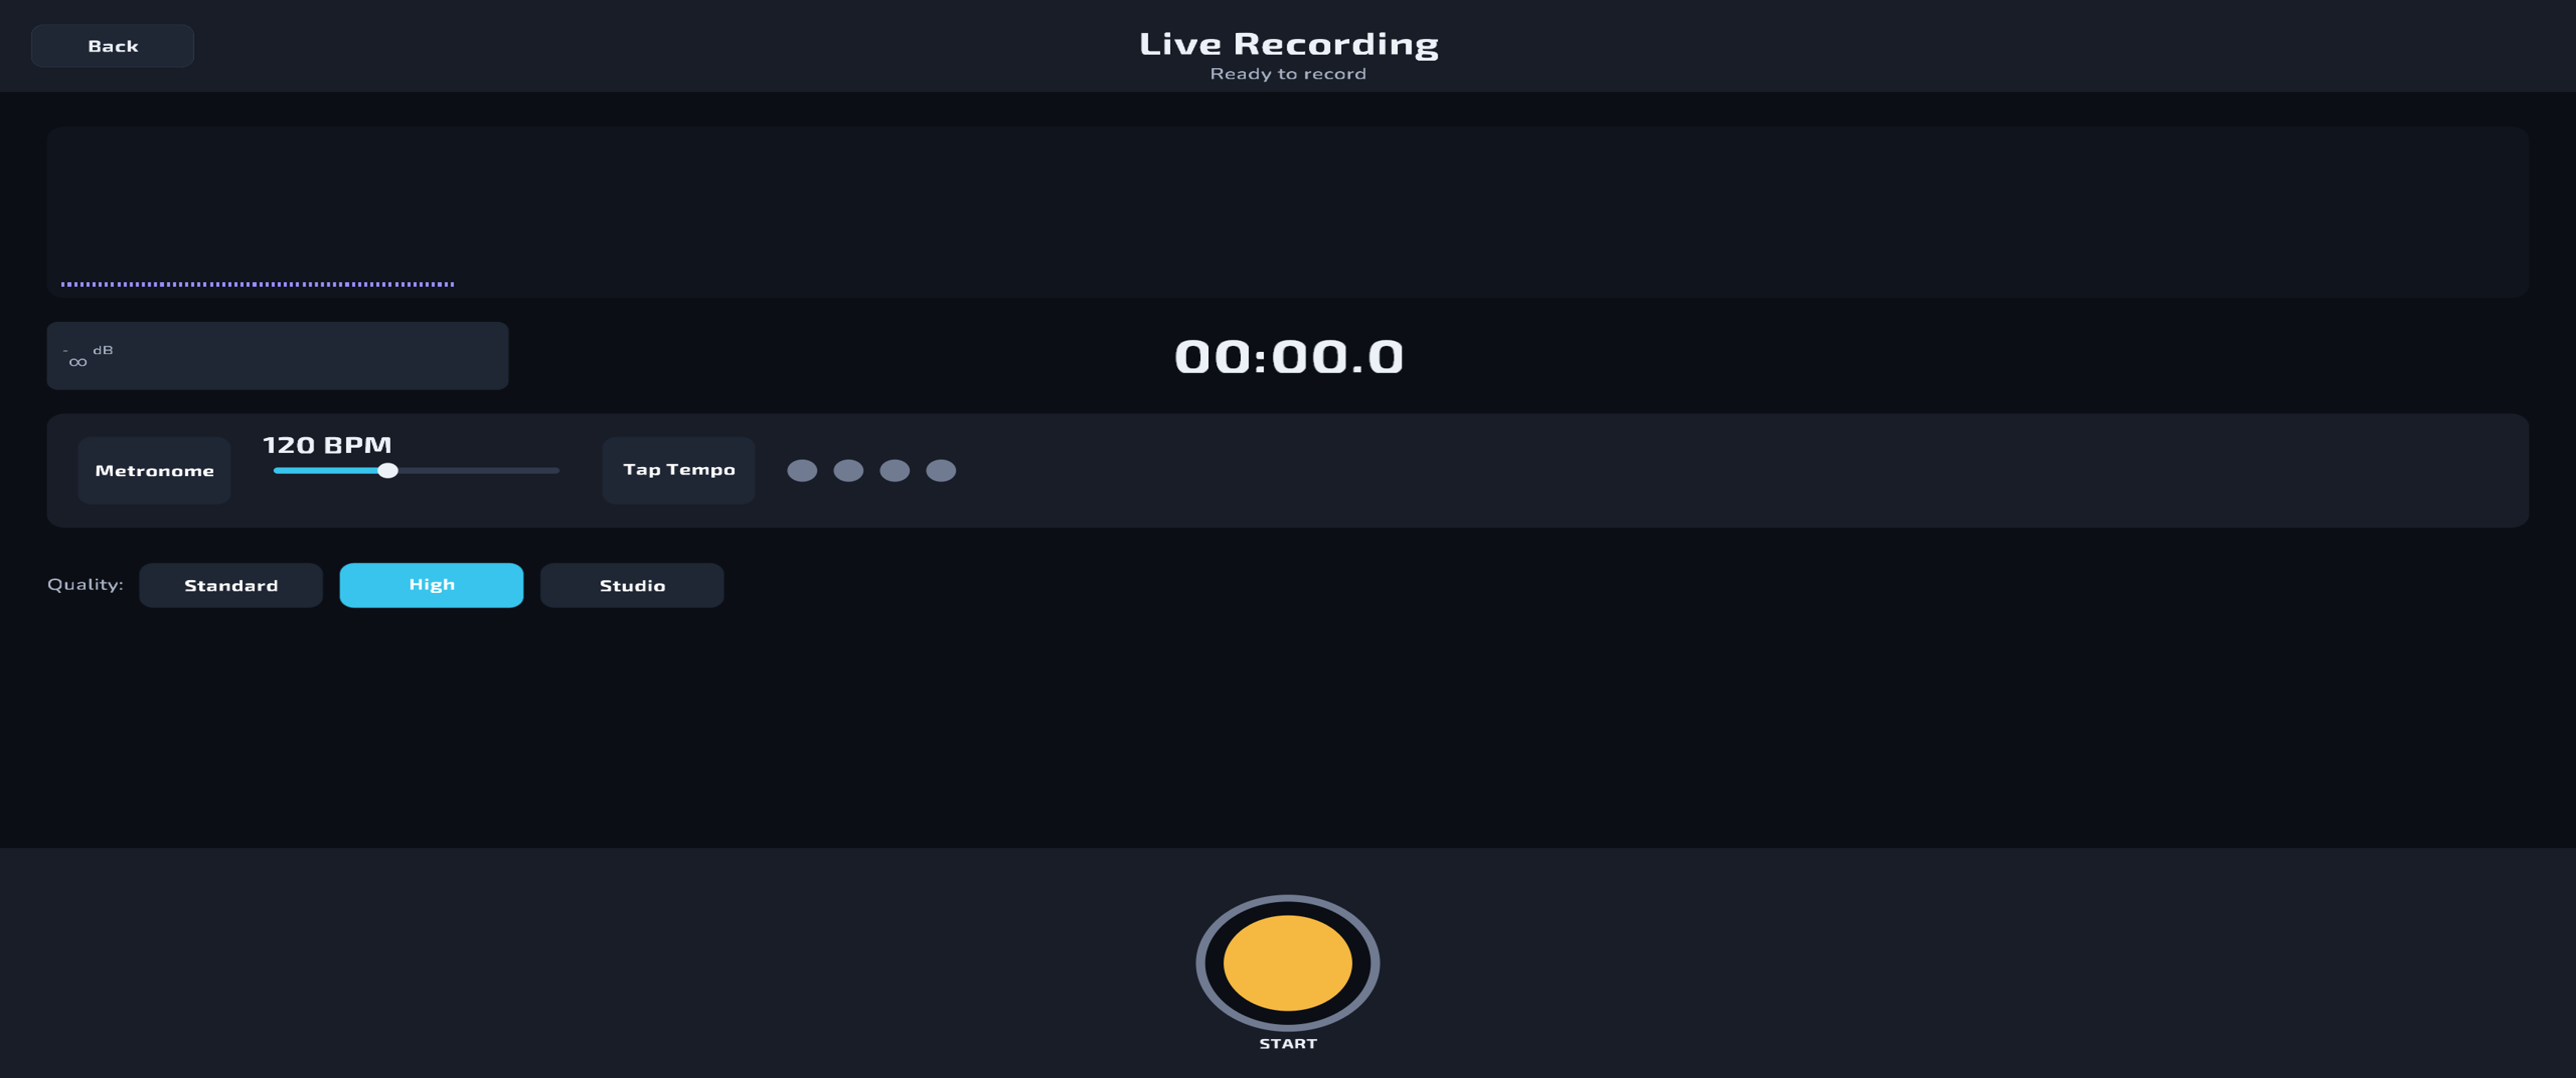 Back
Live Recording
Ready to record
-∞ dB
00:00.0
Metronome
120 BPM
Tap Tempo
Quality:
Standard
High
Studio
START